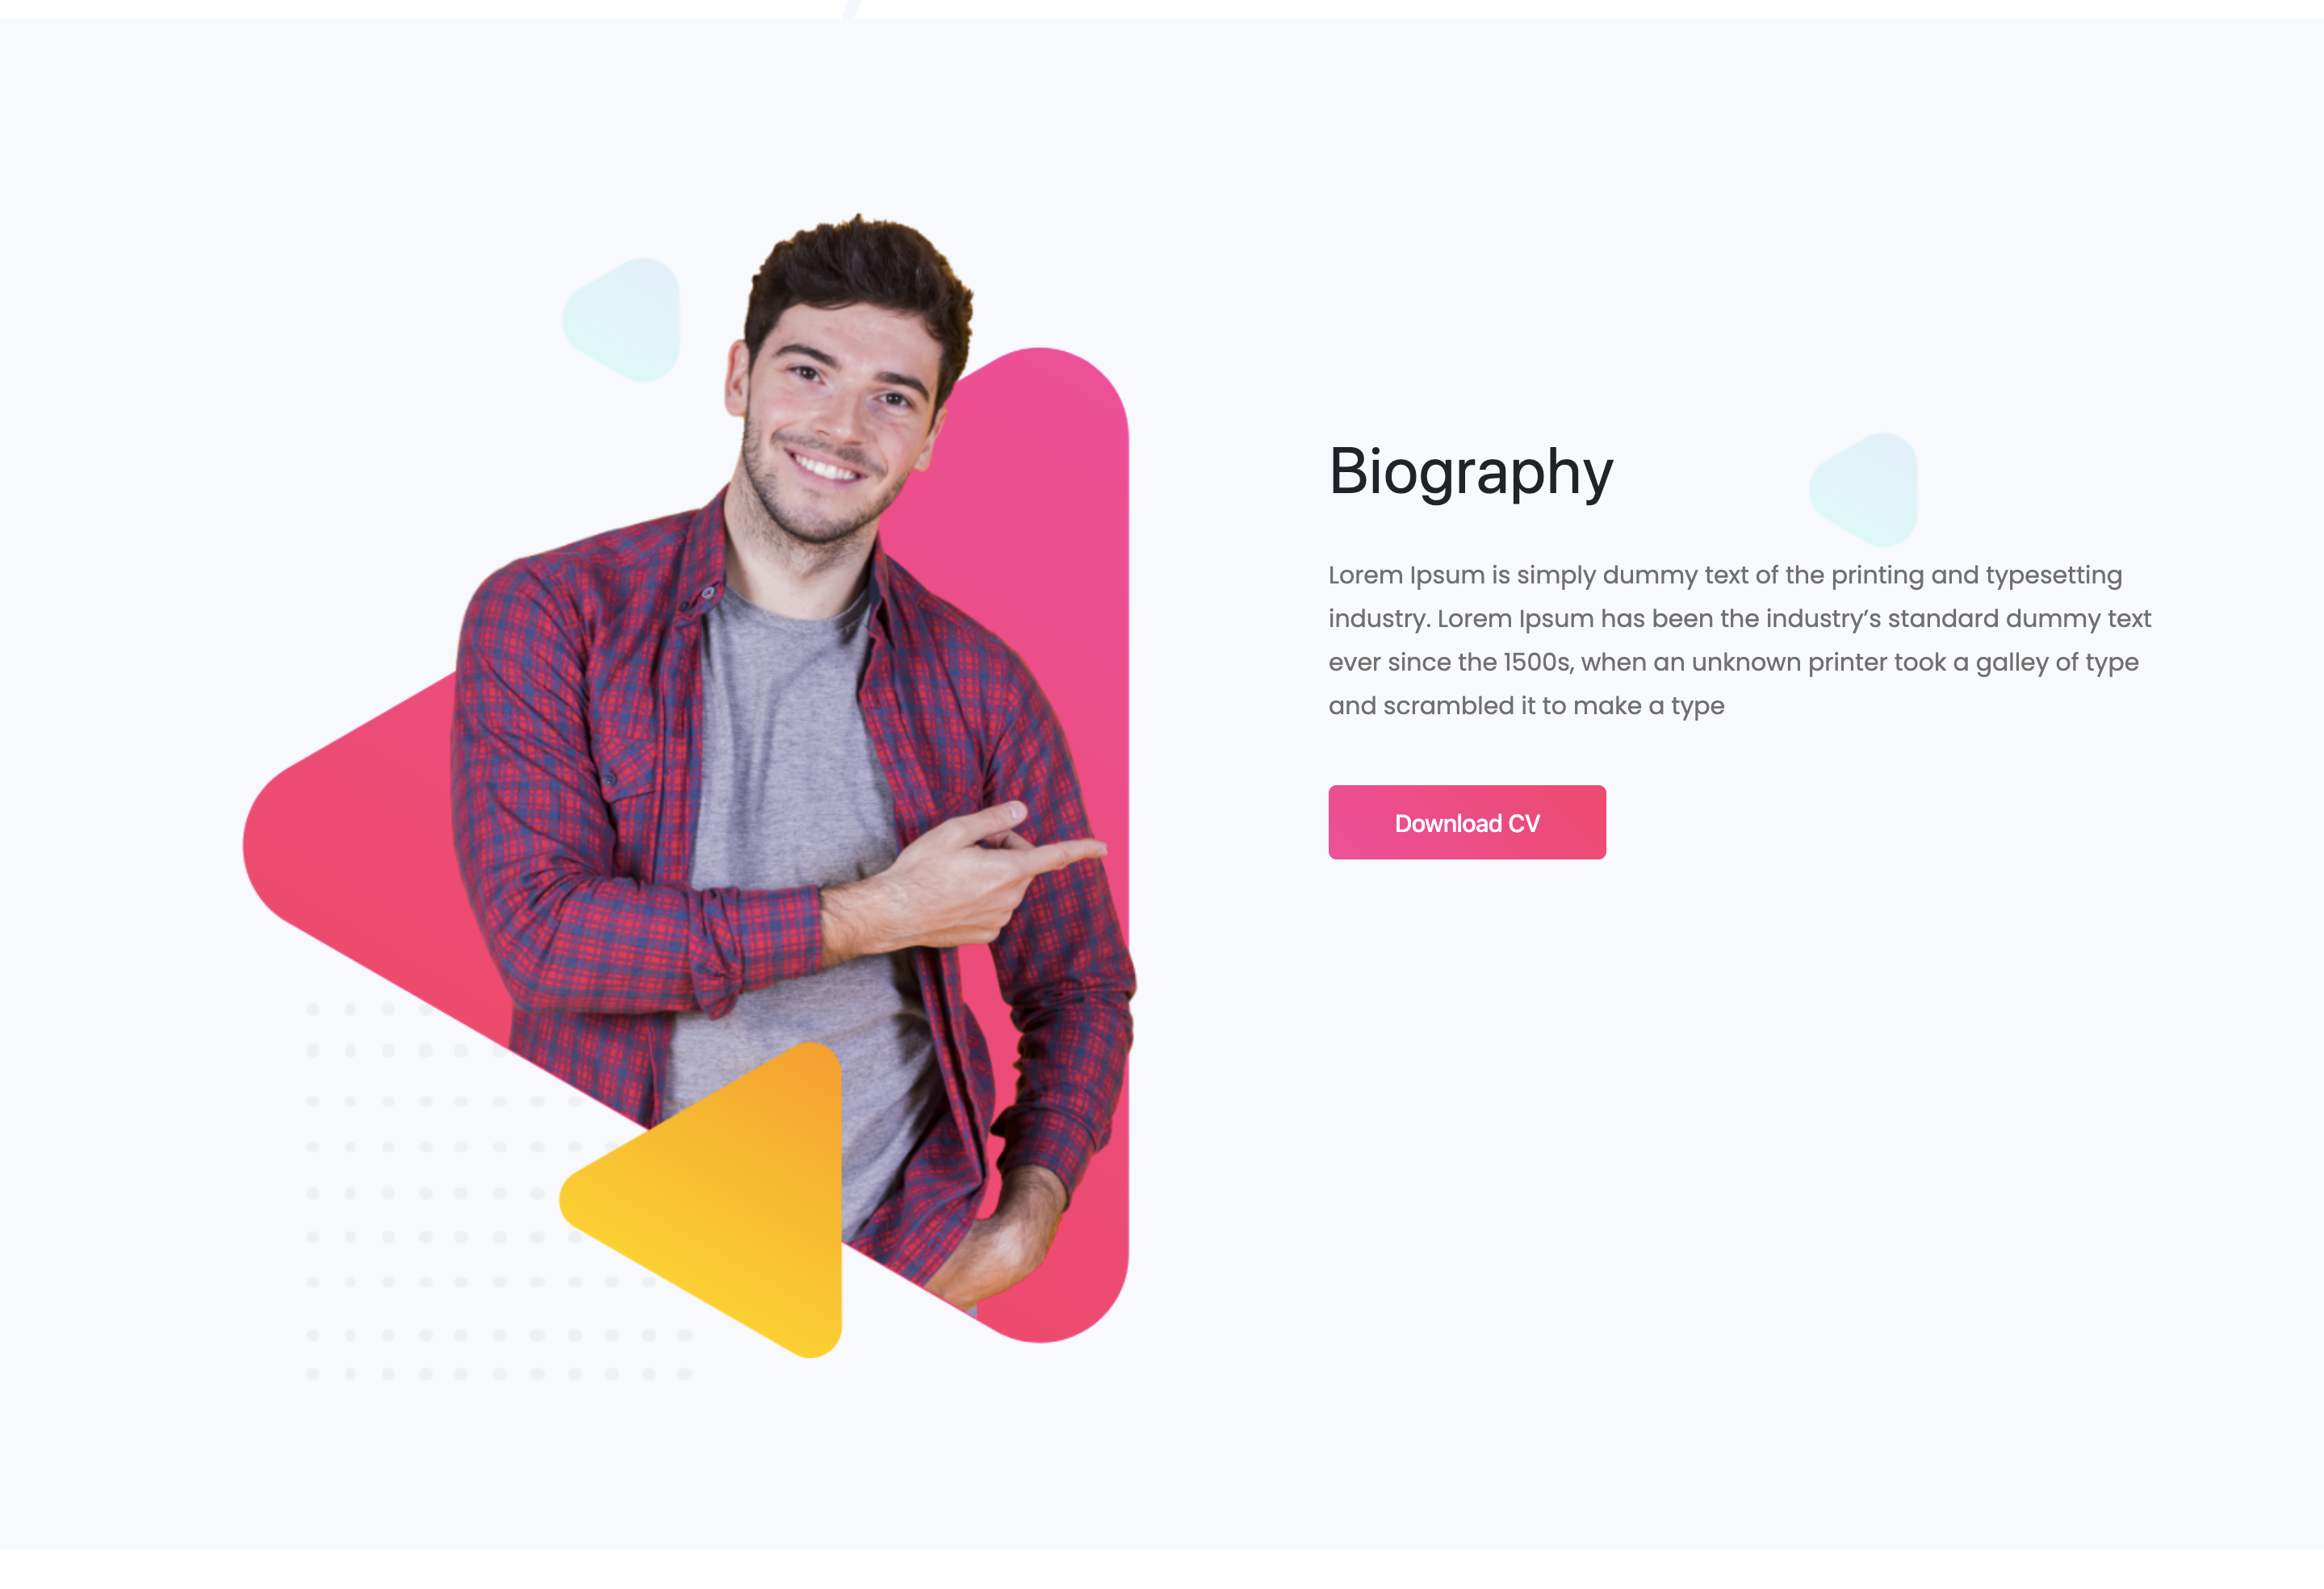 Biography
Lorem Ipsum is simply dummy text of the printing and typesetting
industry. Lorem Ipsum has been the industry’s standard dummy text
ever since the 1500s, when an unknown printer took a galley of type
and scrambled it to make a type
Download CV